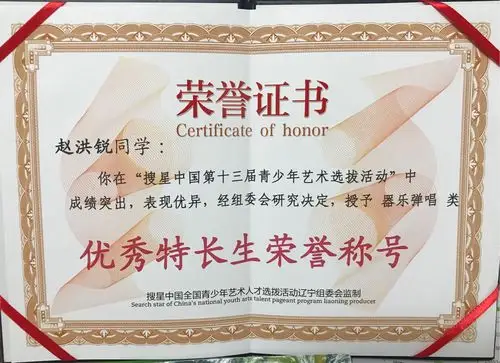 荣誉证书
Certificate of honor
赵洪锐同学：
你在“搜星中国第十三届青少年艺术选拔活动”中
成绩突出，表现优异，经组委会研究决定，授予 器乐弹唱 类
优秀特长生荣誉称号
搜星中国全国青少年艺术人才选拔活动辽宁组委会监制
Search star of China's national youth arts talent pageant program liaoning producer